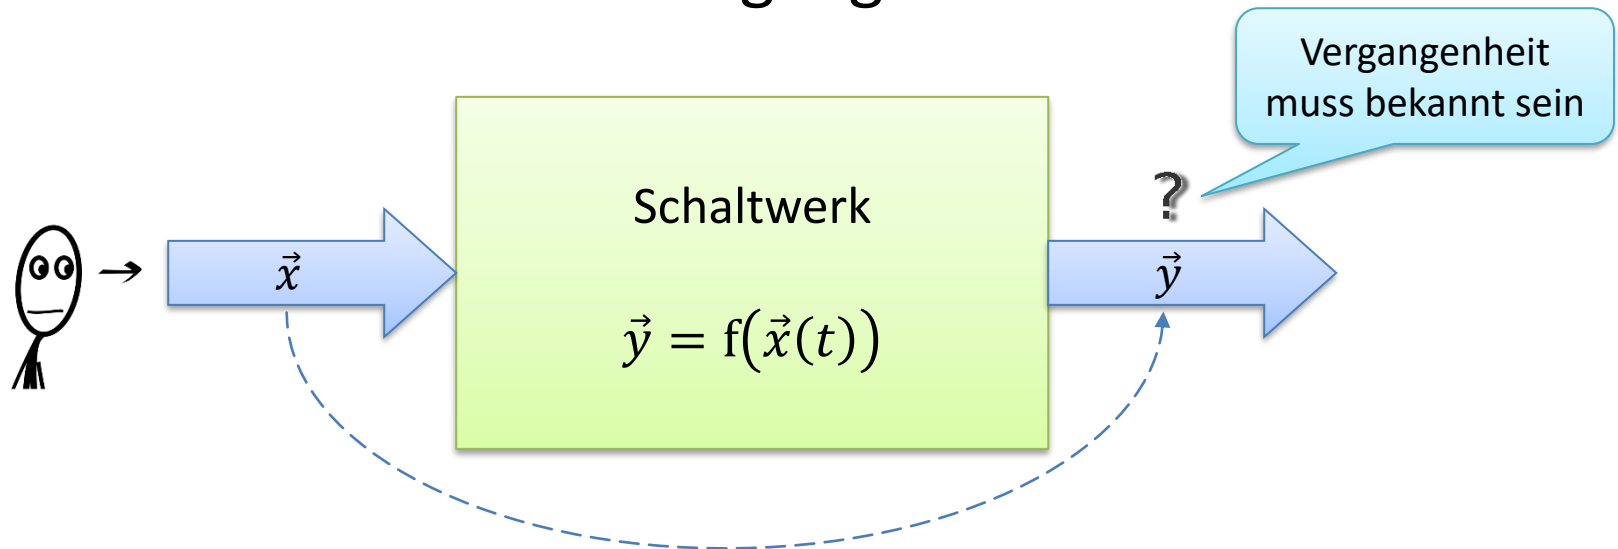 Vergangenheit
muss bekannt sein
?
Schaltwerk
x⃗
y⃗
y⃗ = f(x⃗(t))